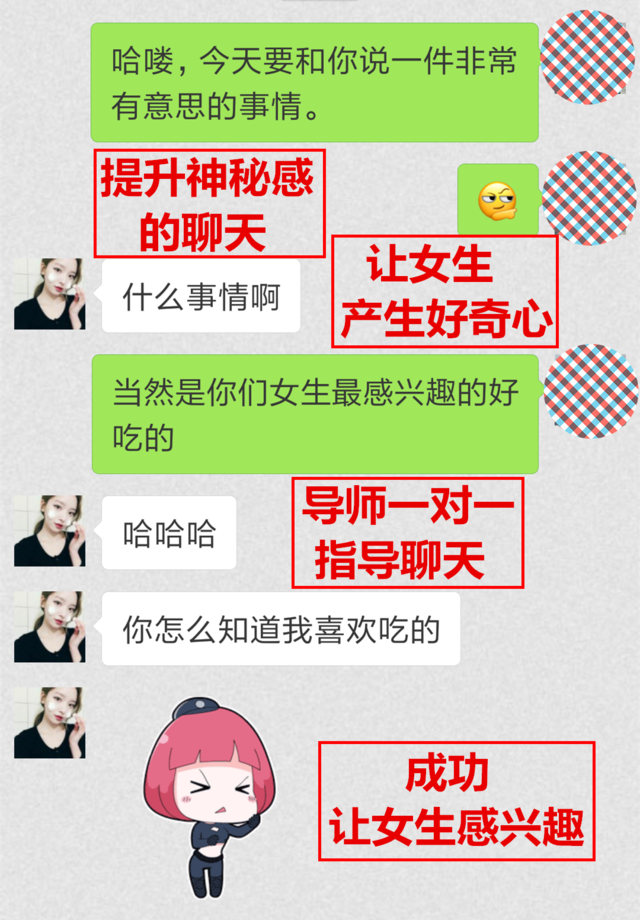 哈喽，今天要和你说一件非常
有意思的事情。
提升神秘感
的聊天
让女生
产生好奇心
什么事情啊
当然是你们女生最感兴趣的好
吃的
导师一对一
指导聊天
哈哈哈
你怎么知道我喜欢吃的
成功
让女生感兴趣